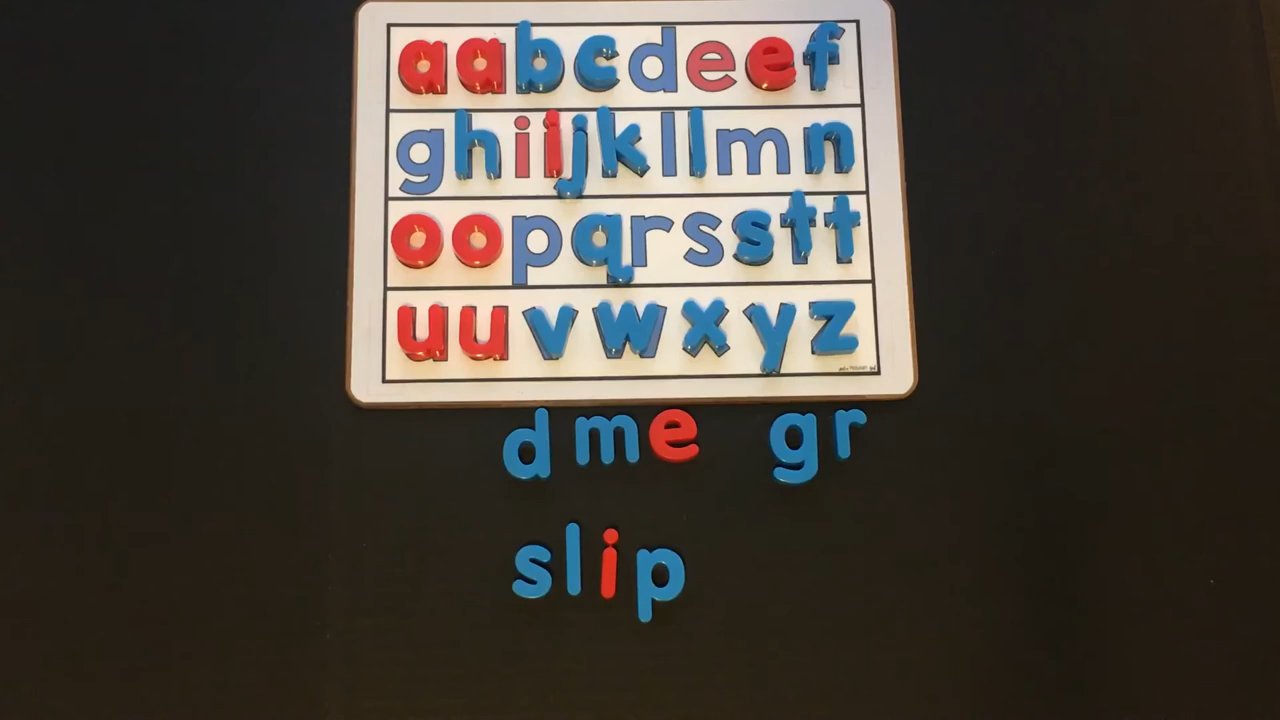 aabcdeef
ghiijkllmn
oopqrsstt
uuvwxyz
dme gr
slip